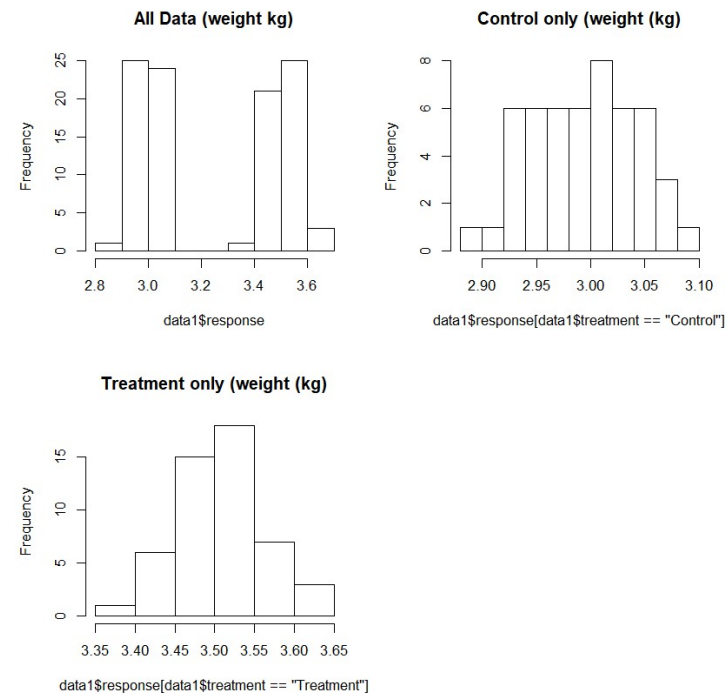 All Data (weight kg)
Frequency
0 5 10 15 20 25
2.8 3.0 3.2 3.4 3.6
data1$response
Control only (weight (kg)
Frequency
0 2 4 6 8
2.90 2.95 3.00 3.05 3.10
data1$response[data1$treatment == "Control"]
Treatment only (weight (kg)
Frequency
0 5 10 15
3.35 3.40 3.45 3.50 3.55 3.60 3.65
data1$response[data1$treatment == "Treatment"]